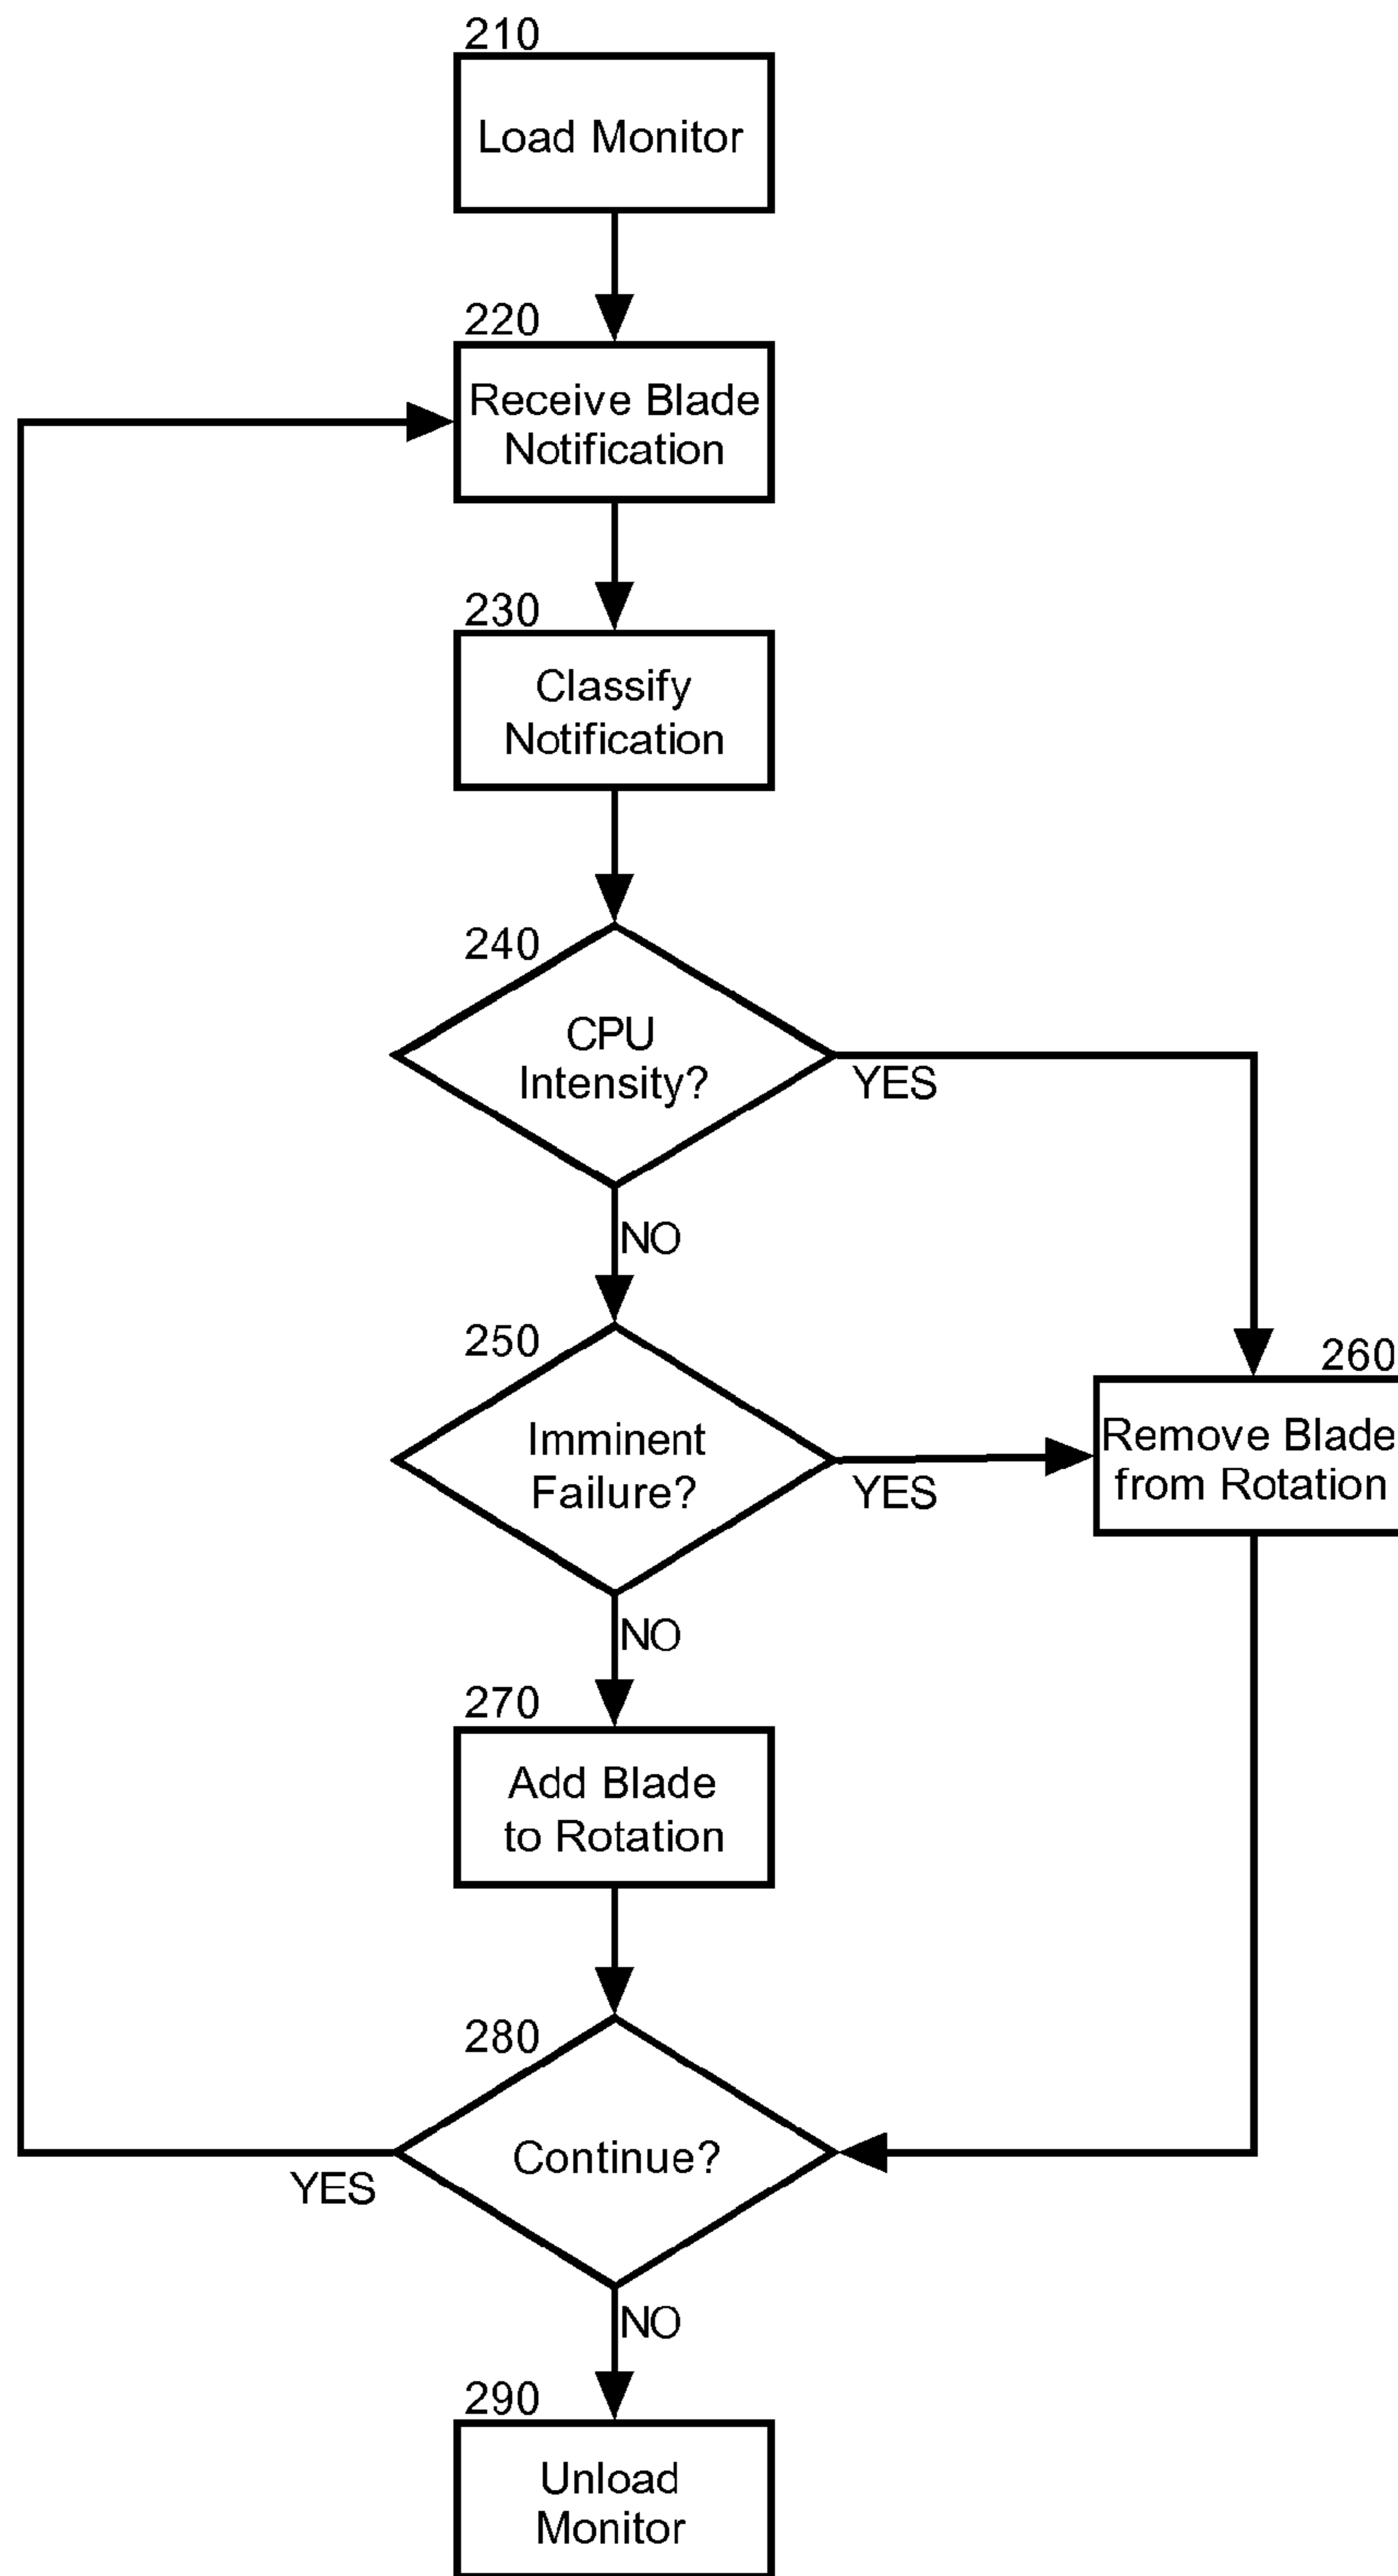 210
Load Monitor
220
Receive Blade
Notification
230
Classify
Notification
240
CPU
Intensity?
YES
NO
250
Imminent
Failure?
YES
260
Remove Blade
from Rotation
NO
270
Add Blade
to Rotation
280
Continue?
YES
NO
290
Unload
Monitor